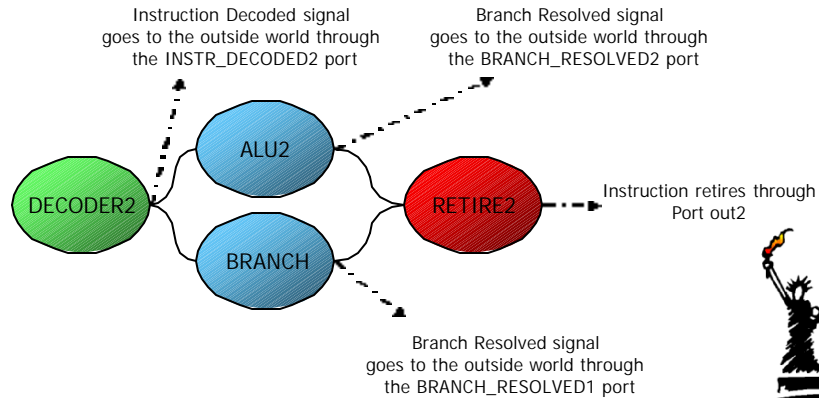 Instruction Decoded signal
goes to the outside world through
the INSTR_DECODED2 port
Branch Resolved signal
goes to the outside world through
the BRANCH_RESOLVED2 port
ALU2
DECODER2
RETIRE2
Instruction retires through
Port out2
BRANCH
Branch Resolved signal
goes to the outside world through
the BRANCH_RESOLVED1 port